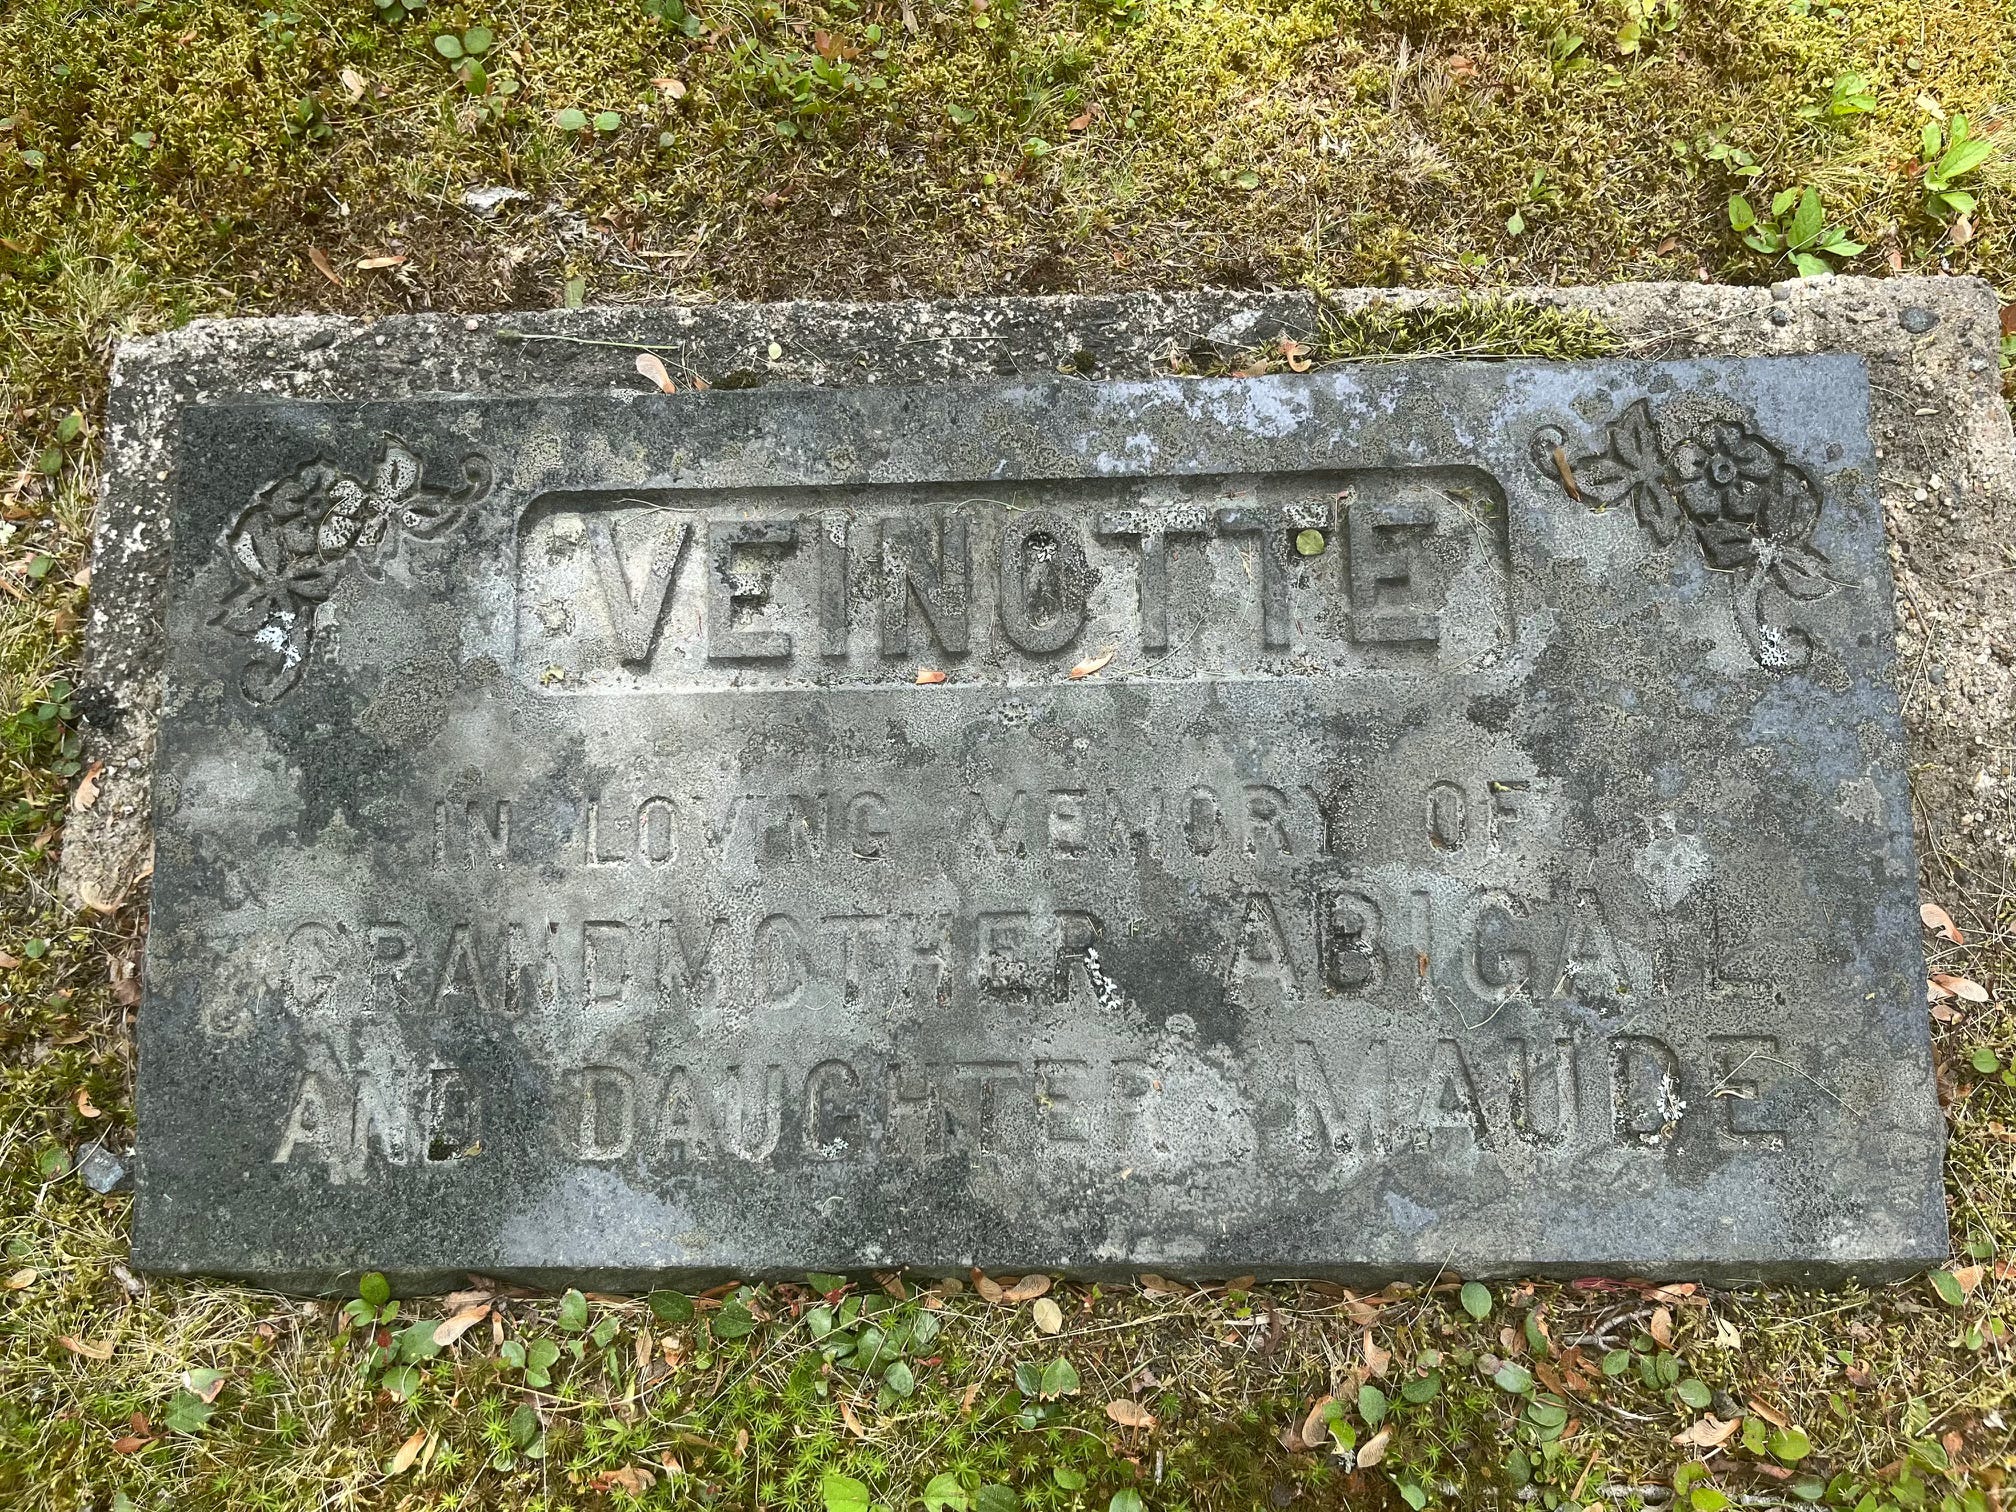 VEINOTTE
IN LOVING MEMORY OF
GRANDMOTHER ABIGAIL
AND DAUGHTER MAUDE